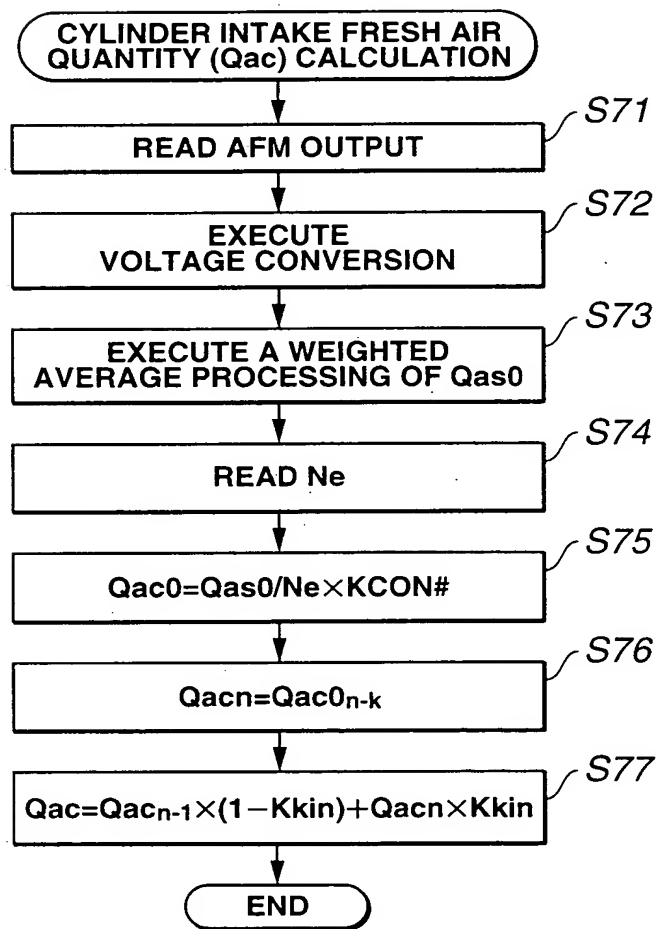 CYLINDER INTAKE FRESH AIR
QUANTITY (Qac) CALCULATION
S71
READ AFM OUTPUT
S72
EXECUTE
VOLTAGE CONVERSION
S73
EXECUTE A WEIGHTED
AVERAGE PROCESSING OF Qas0
S74
READ Ne
S75
Qac0=Qas0/Ne×KCON#
S76
Qacn=Qac0n-k
S77
Qac=Qacn-1×(1−Kkin)+Qacn×Kkin
END